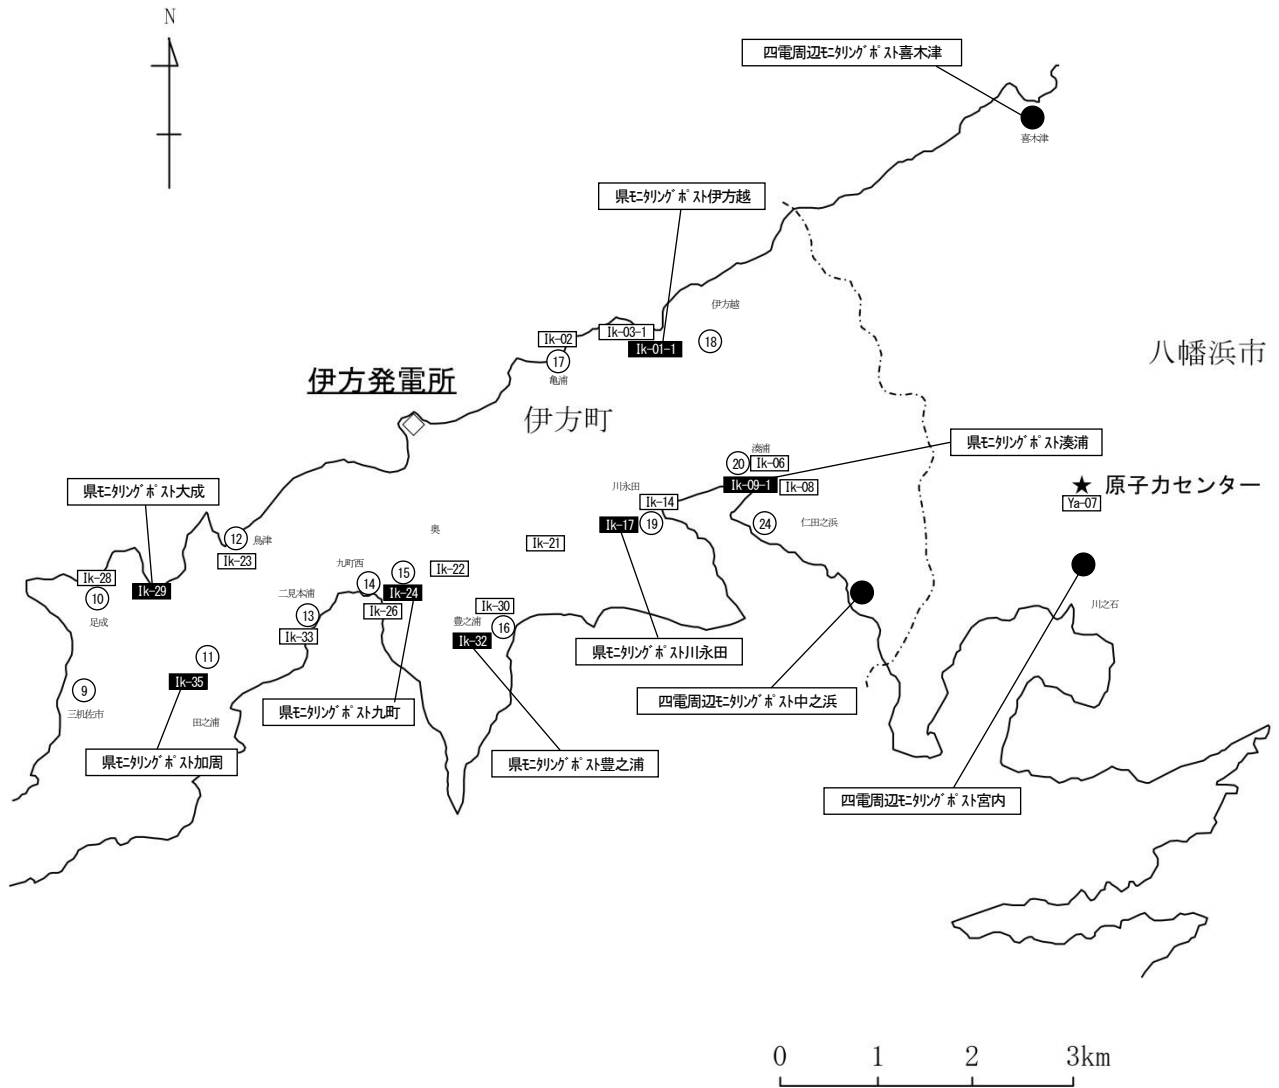 N
四電周辺モニタリングポスト喜木津
喜木津
県モニタリングポスト伊方越
伊方越
Ik-03-1
Ik-02
Ik-01-1
18
17
亀浦
八幡浜市
伊方発電所
伊方町
県モニタリングポスト湊浦
湊浦
20
Ik-06
Ik-09-1
Ik-08
★ 原子力センター
Ya-07
県モニタリングポスト大成
川永田
Ik-14
Ik-17
19
24
仁田之浜
奥
12
鳥津
Ik-21
Ik-23
九町西
15
Ik-22
Ik-28
14
Ik-29
10
足成
二見本浦
13
Ik-24
Ik-26
Ik-30
川之石
豊之浦
16
Ik-33
Ik-32
県モニタリングポスト川永田
11
Ik-35
9
三机佐市
田之浦
四電周辺モニタリングポスト中之浜
県モニタリングポスト九町
県モニタリングポスト加周
県モニタリングポスト豊之浦
四電周辺モニタリングポスト宮内
0 1 2 3km